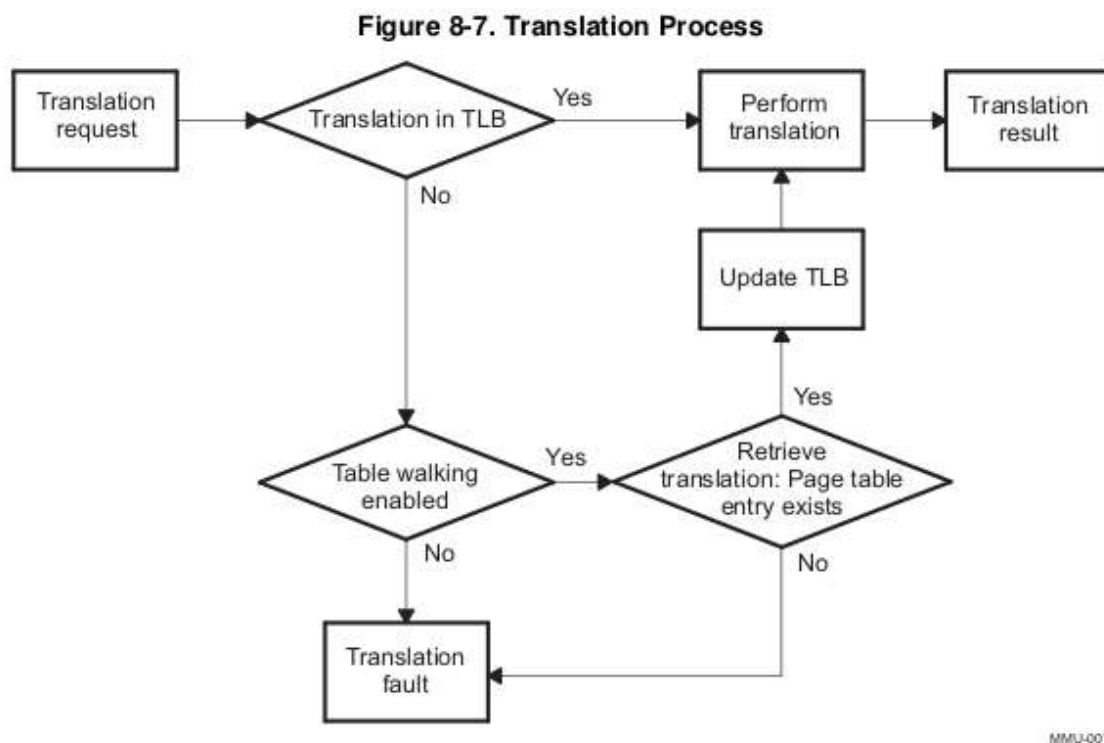 Figure 8-7. Translation Process
Translation
request
Translation in TLB
Yes
Perform
translation
Translation
result
No
Update TLB
Yes
Table walking
enabled
Yes
Retrieve
translation: Page table
entry exists
No
No
Translation
fault